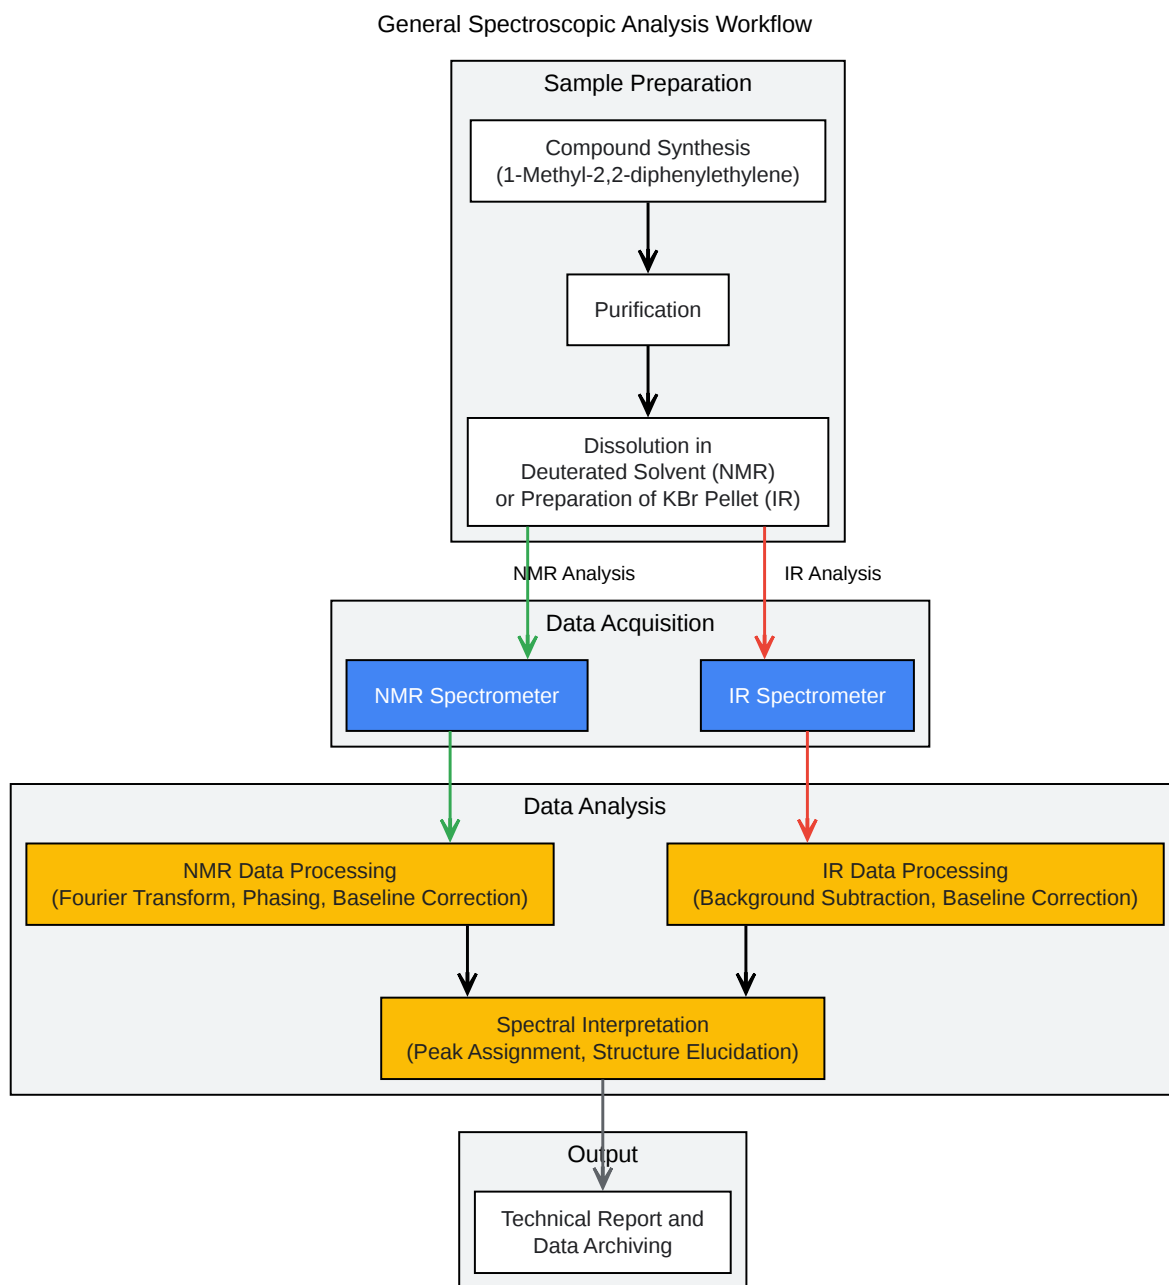 General Spectroscopic Analysis Workflow
Sample Preparation
Compound Synthesis
(1-Methyl-2,2-diphenylethylene)
Purification
Dissolution in
Deuterated Solvent (NMR)
or Preparation of KBr Pellet (IR)
NMR Analysis
IR Analysis
Data Acquisition
NMR Spectrometer
IR Spectrometer
Data Analysis
NMR Data Processing
(Fourier Transform, Phasing, Baseline Correction)
IR Data Processing
(Background Subtraction, Baseline Correction)
Spectral Interpretation
(Peak Assignment, Structure Elucidation)
Output
Technical Report and
Data Archiving